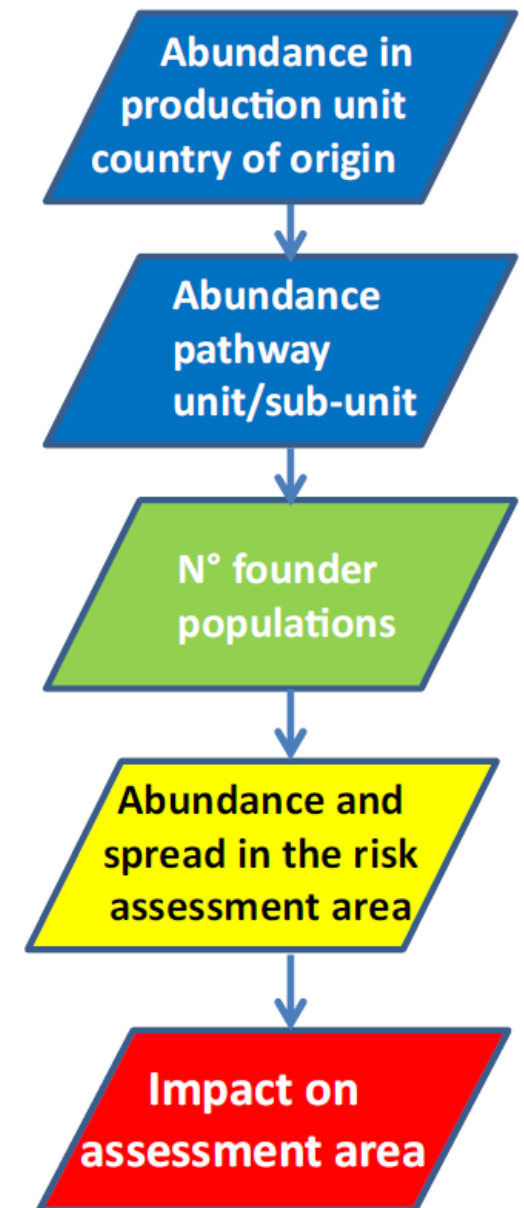 Abundance in
production unit
country of origin
Abundance
pathway
unit/sub-unit
N° founder
populations
Abundance and
spread in the risk
assessment area
Impact on
assessment area